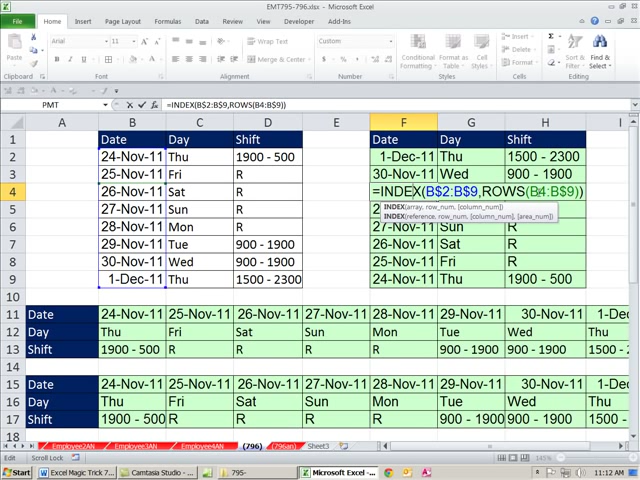 EMT795-796.xlsx - Microsoft Excel
File Home Insert Page Layout Formulas Data Review View Developer Add-Ins
Paste Arial 11 Wrap Text Custom Conditional Formatting Format as Table Cell Styles Insert Delete Format Sort & Filter Find & Select
Merge & Center
Clipboard Font Alignment Number Styles Cells Editing
PMT =INDEX(B$2:B$9,ROWS(B4:B$9))
A B C D E F G H I
1 Date Day Shift Date Day Shift
2 24-Nov-11 Thu 1900 - 500 1-Dec-11 Thu 1500 - 2300
3 25-Nov-11 Fri R 30-Nov-11 Wed 900 - 1900
4 26-Nov-11 Sat R =INDEX(B$2:B$9,ROWS(B4:B$9))
INDEX(array, row_num, [column_num])
5 27-Nov-11 Sun R
INDEX(reference, row_num, [column_num], [area_num])
6 28-Nov-11 Mon R 27-Nov-11 Sun R
7 29-Nov-11 Tue 900 - 1900 26-Nov-11 Sat R
8 30-Nov-11 Wed 900 - 1900 25-Nov-11 Fri R
9 1-Dec-11 Thu 1500 - 2300 24-Nov-11 Thu 1900 - 500
10
11 Date 24-Nov-11 25-Nov-11 26-Nov-11 27-Nov-11 28-Nov-11 29-Nov-11 30-Nov-11 1-Dec
12 Day Thu Fri Sat Sun Mon Tue Wed Thu
13 Shift 1900 - 500 R R R R 900 - 1900 900 - 1900 1500 - 2
14
15 Date 24-Nov-11 25-Nov-11 26-Nov-11 27-Nov-11 28-Nov-11 29-Nov-11 30-Nov-11 1-Dec
16 Day Thu Fri Sat Sun Mon Tue Wed Thu
17 Shift 1900 - 500 R R R R 900 - 1900 900 - 1900 1500 - 2
18
Employee2AN Employee3AN Employee4AN (796) (796an) Sheet3
Edit Scroll Lock 145%
Start Excel Magic Trick 7... Camtasia Studio - ... 795- Microsoft Excel -... 11:12 AM